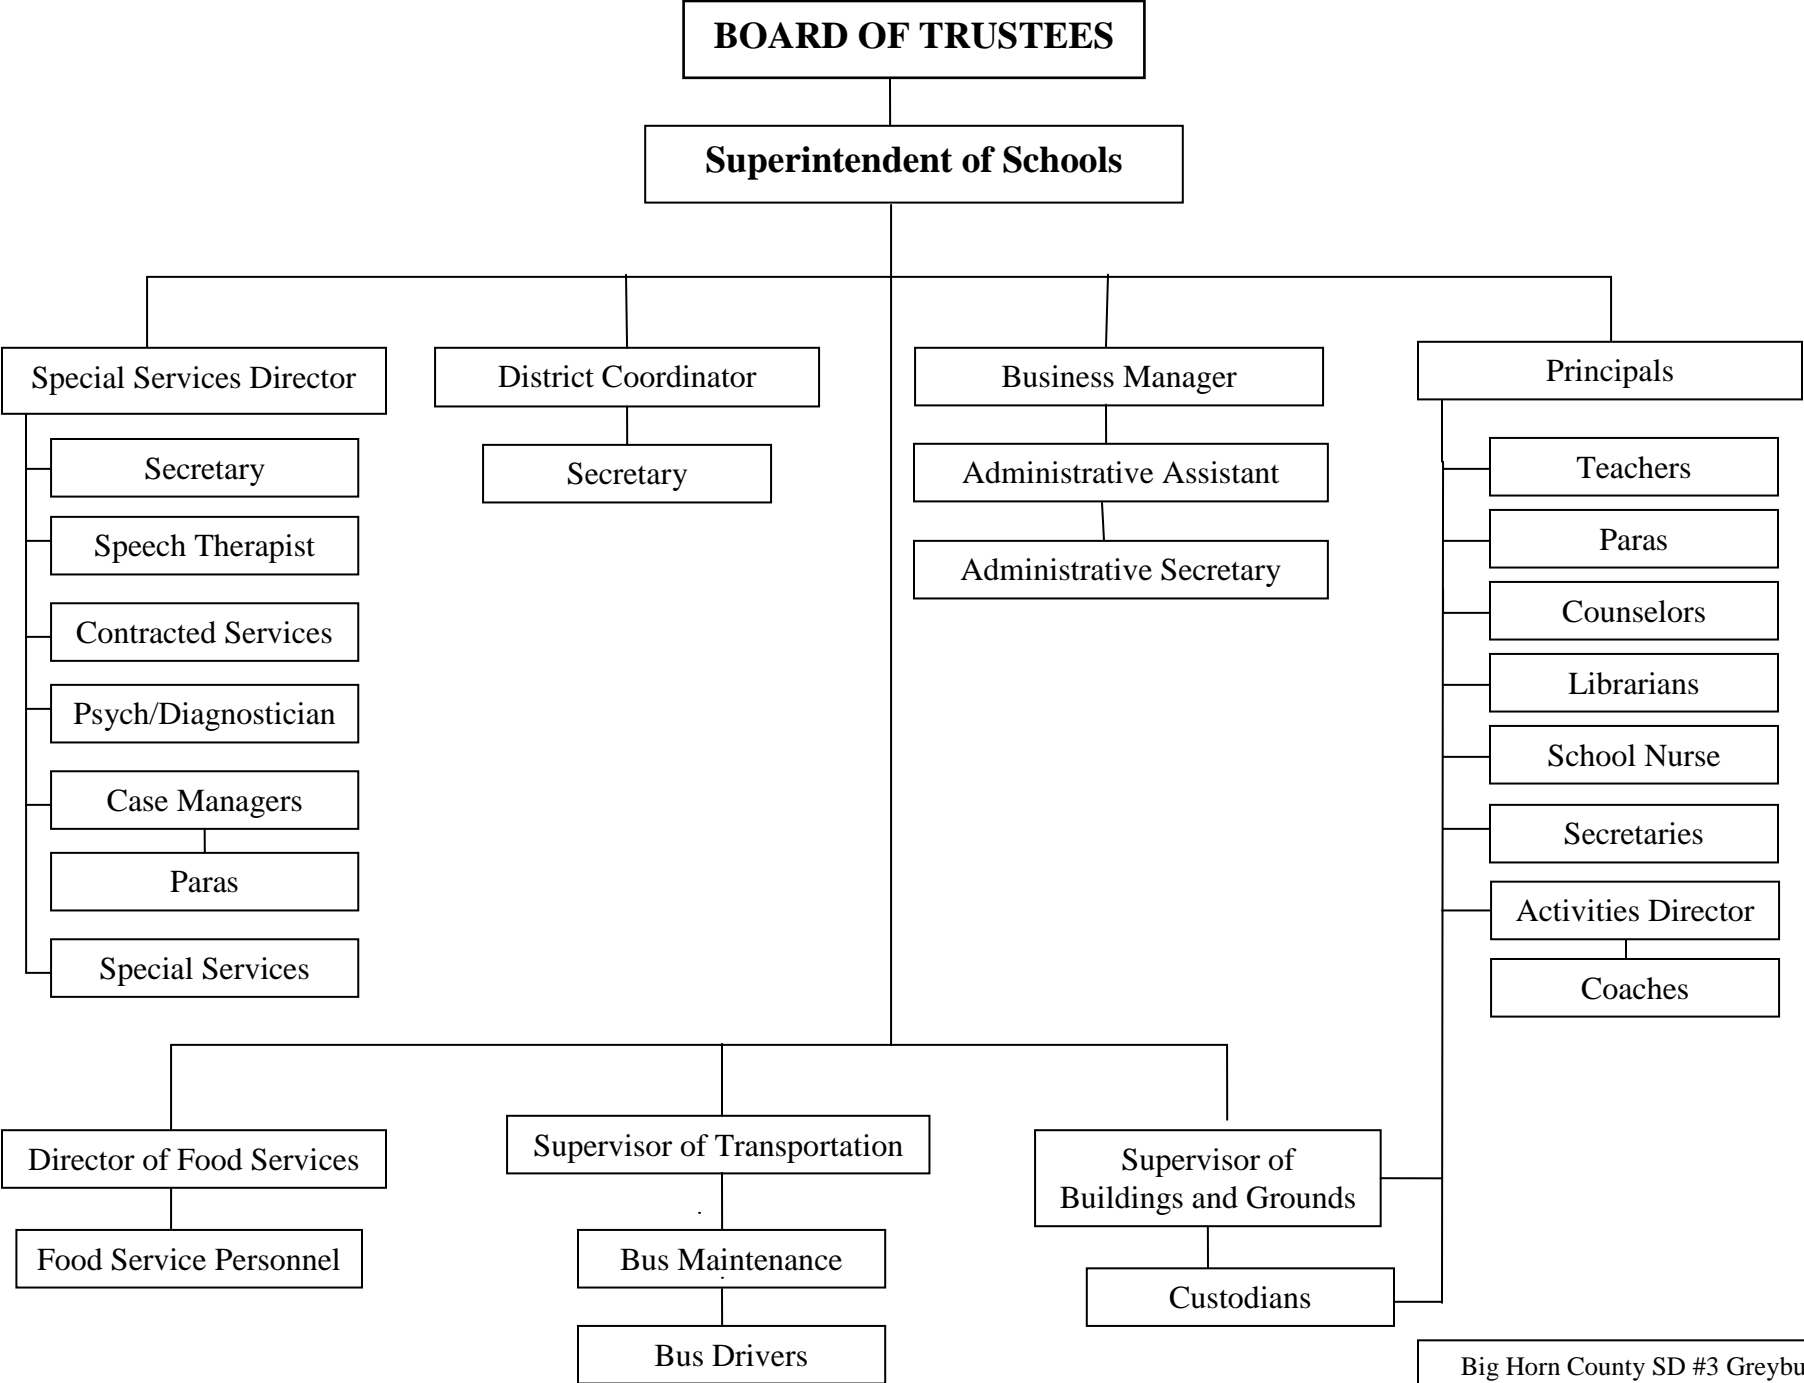 BOARD OF TRUSTEES
Superintendent of Schools
Special Services Director
District Coordinator
Business Manager
Principals
Secretary
Speech Therapist
Contracted Services
Psych/Diagnostician
Case Managers
Paras
Special Services
Secretary
Administrative Assistant
Administrative Secretary
Teachers
Paras
Counselors
Librarians
School Nurse
Secretaries
Activities Director
Coaches
Director of Food Services
Food Service Personnel
Supervisor of Transportation
Bus Maintenance
Bus Drivers
Supervisor of
Buildings and Grounds
Custodians
Big Horn County SD #3 Greybu